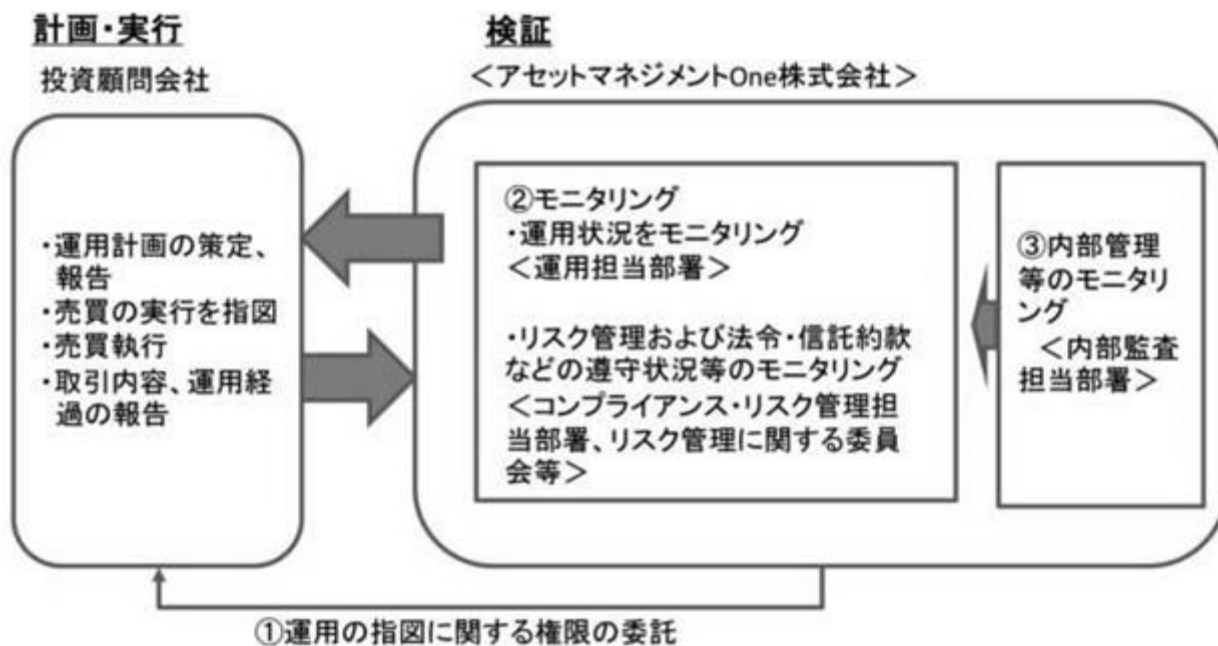 計画・実行
投資顧問会社
・運用計画の策定、
報告
・売買の実行を指図
・売買執行
・取引内容、運用経
過の報告
検証
＜アセットマネジメントOne株式会社＞
②モニタリング
・運用状況をモニタリング
＜運用担当部署＞
・リスク管理および法令・信託約款
などの遵守状況等のモニタリング
＜コンプライアンス・リスク管理担
当部署、リスク管理に関する委員
会等＞
③内部管理
等のモニタリ
ング
＜内部監査
担当部署＞
①運用の指図に関する権限の委託